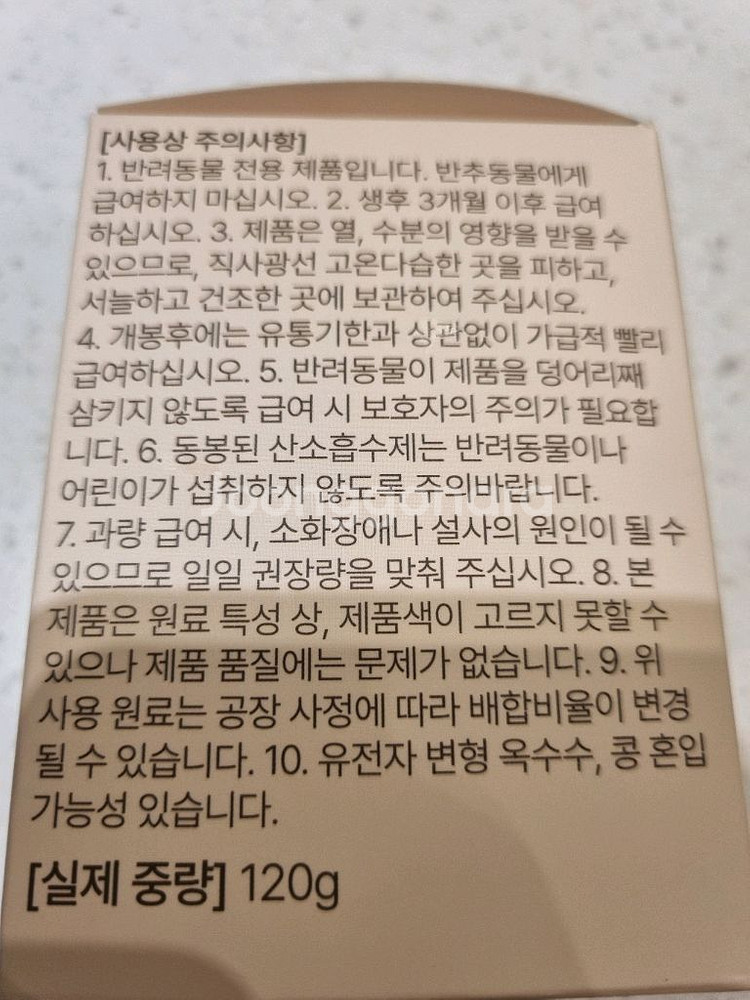 [사용상 주의사항]
1. 반려동물 전용 제품입니다. 반추동물에게
급여하지 마십시오. 2. 생후 3개월 이후 급여
하십시오. 3. 제품은 열, 수분의 영향을 받을 수
있으므로, 직사광선 고온다습한 곳을 피하고,
서늘하고 건조한 곳에 보관하여 주십시오.
4. 개봉후에는 유통기한과 상관없이 가급적 빨리
급여하십시오. 5. 반려동물이 제품을 덩어리째
삼키지 않도록 급여 시 보호자의 주의가 필요합
니다. 6. 동봉된 산소흡수제는 반려동물이나
어린이가 섭취하지 않도록 주의바랍니다.
7. 과량 급여 시, 소화장애나 설사의 원인이 될 수
있으므로 일일 권장량을 맞춰 주십시오. 8. 본
제품은 원료 특성 상, 제품색이 고르지 못할 수
있으나 제품 품질에는 문제가 없습니다. 9. 위
사용 원료는 공장 사정에 따라 배합비율이 변경
될 수 있습니다. 10. 유전자 변형 옥수수, 콩 혼입
가능성 있습니다.
[실제 중량] 120g